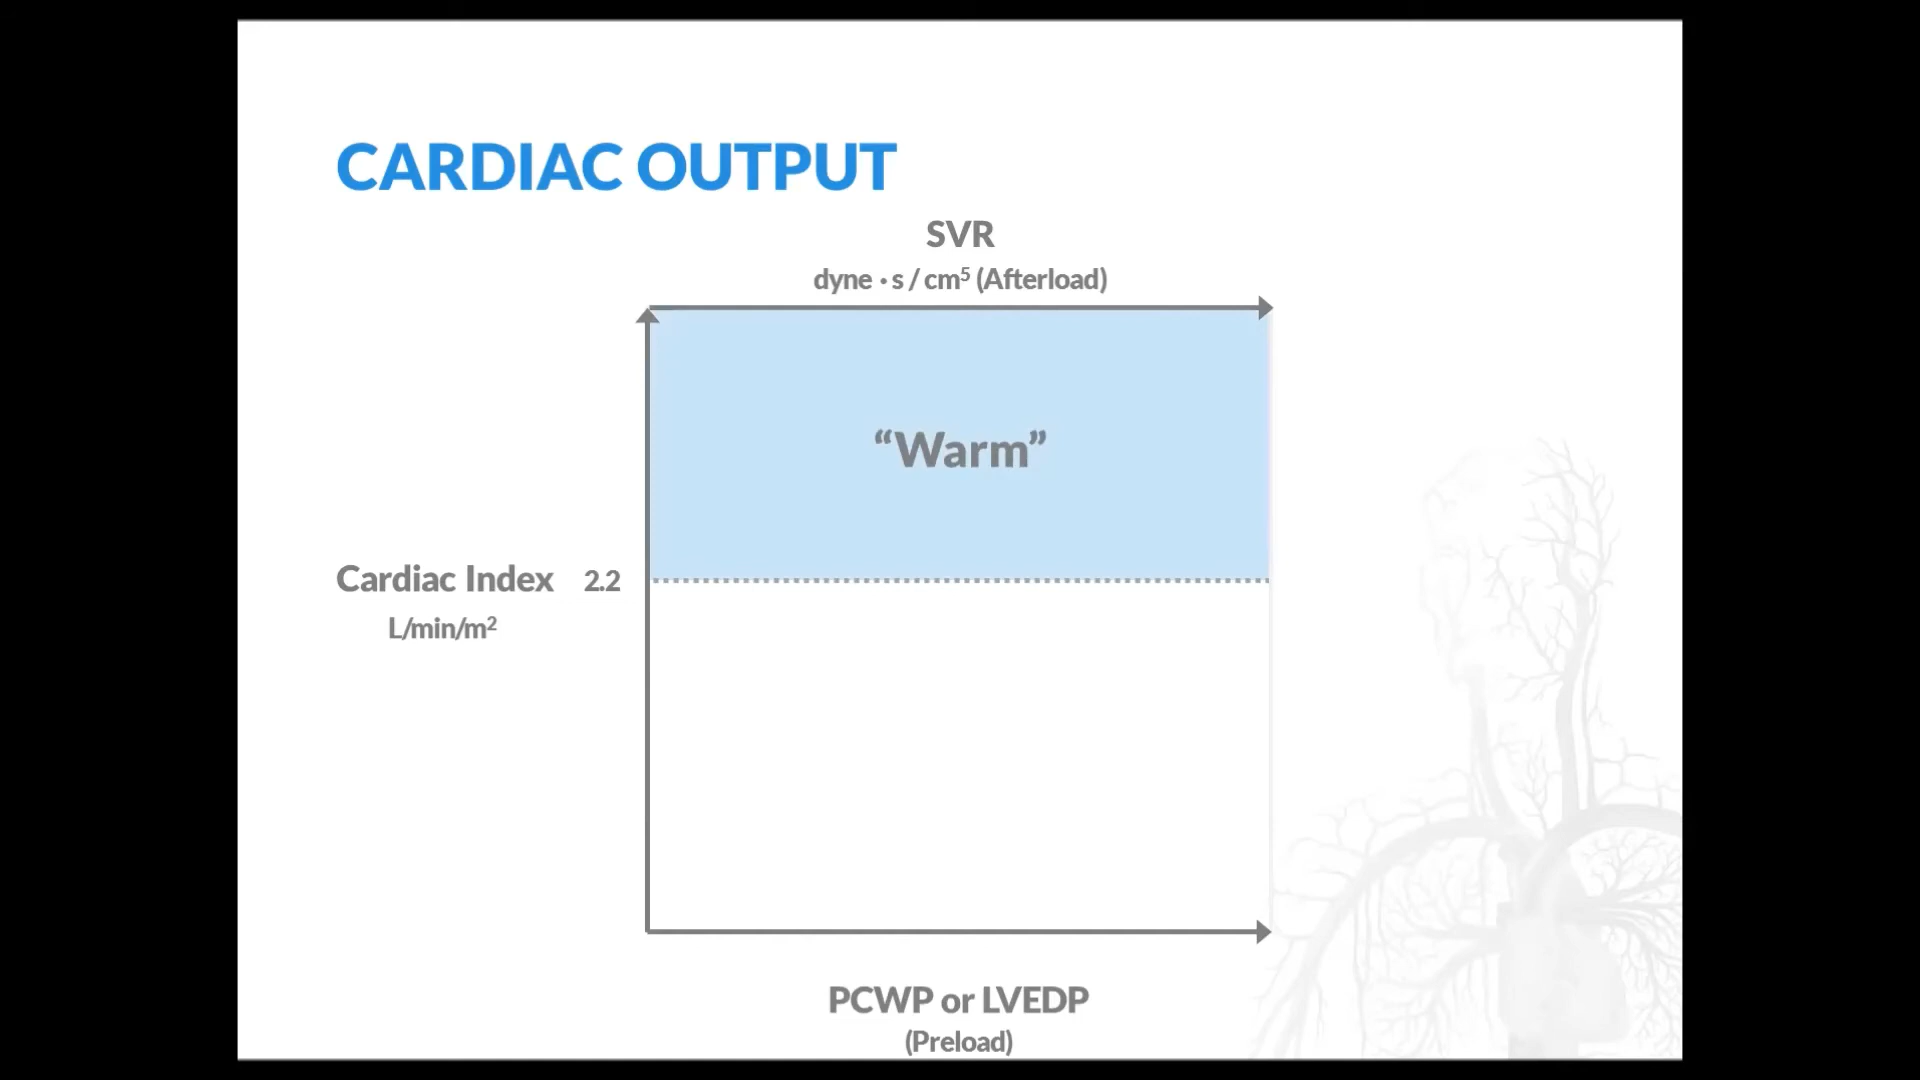 CARDIAC OUTPUT
SVR
dyne · s / cm⁵ (Afterload)
“Warm”
Cardiac Index 2.2
L/min/m²
PCWP or LVEDP
(Preload)